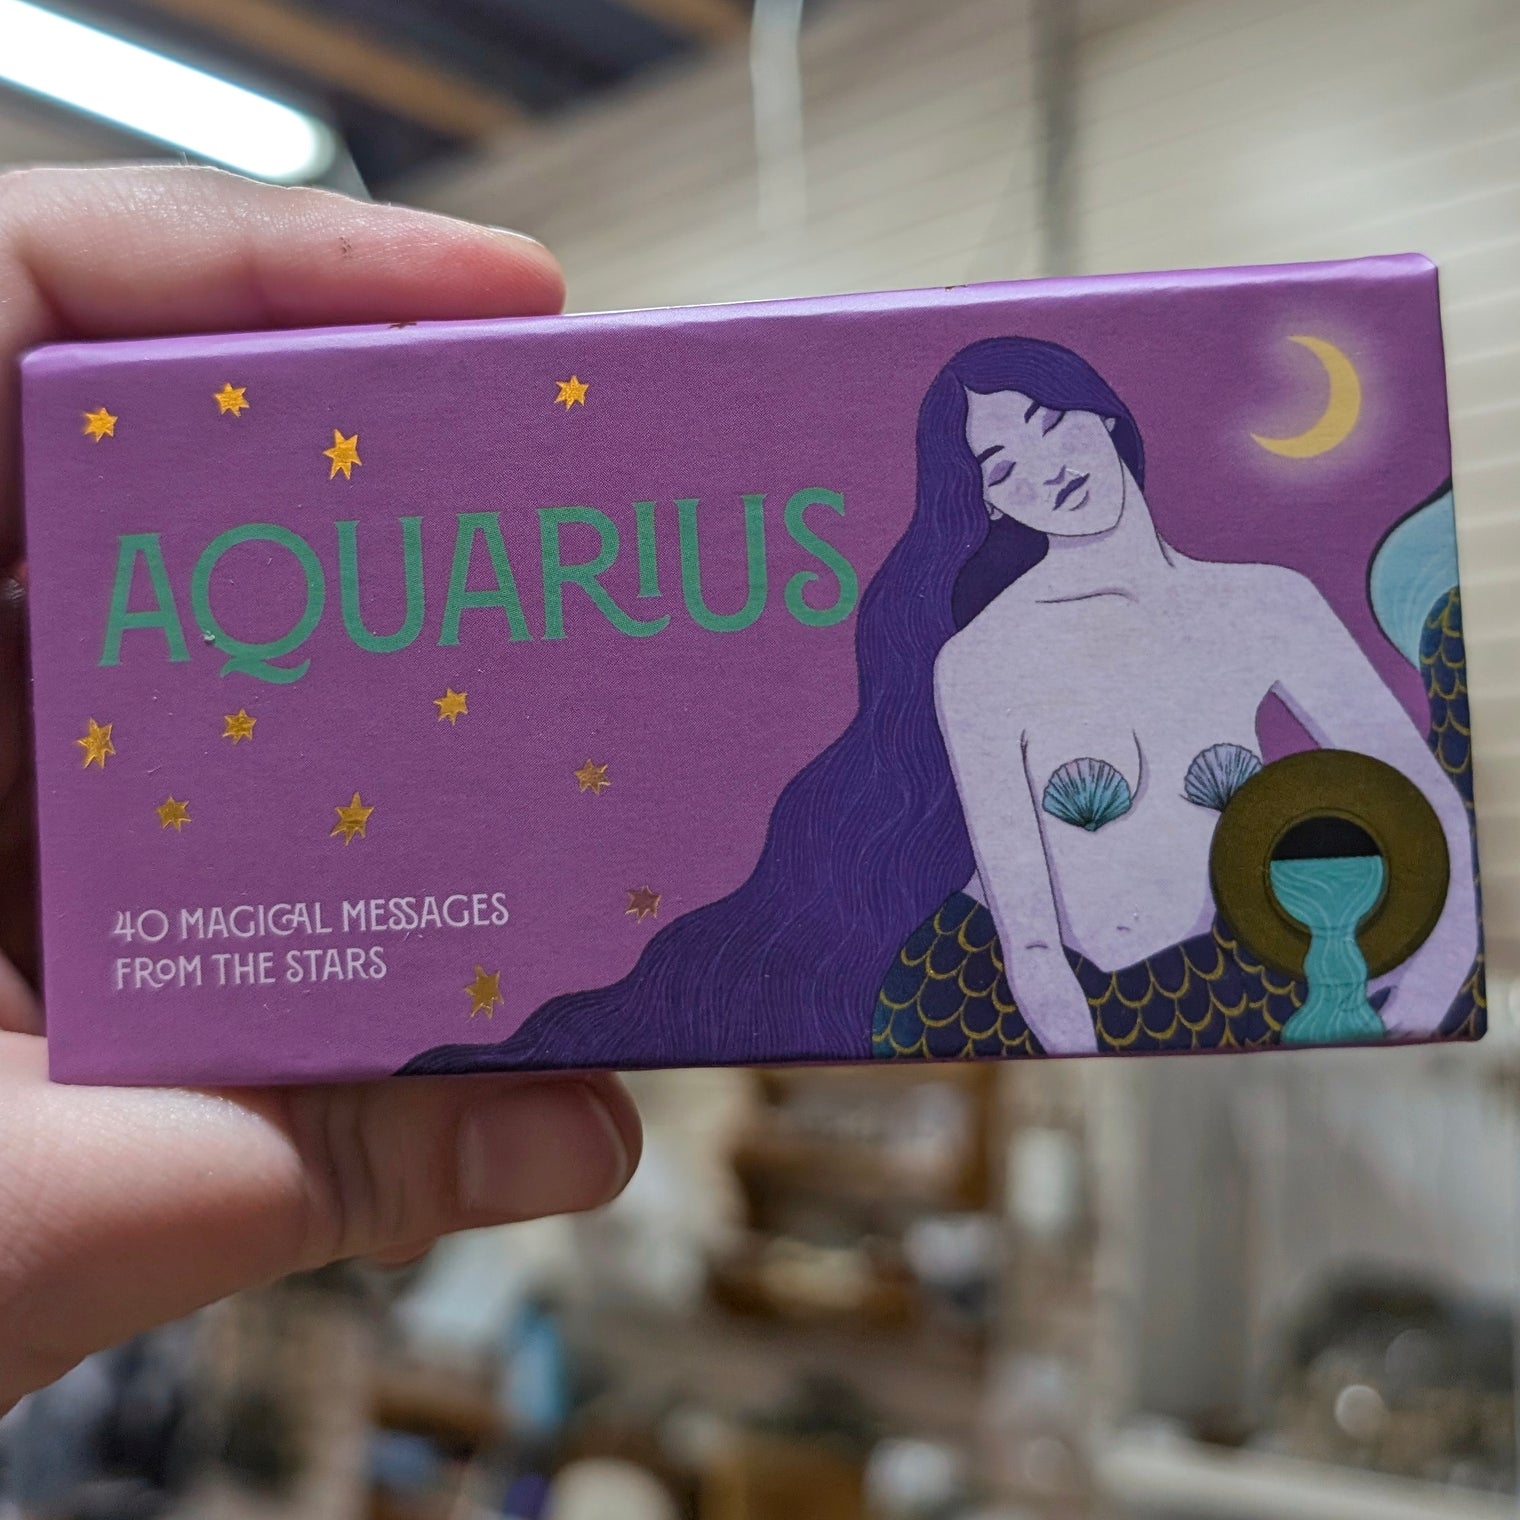 AQUARIUS
40 MAGICAL MESSAGES
FROM THE STARS